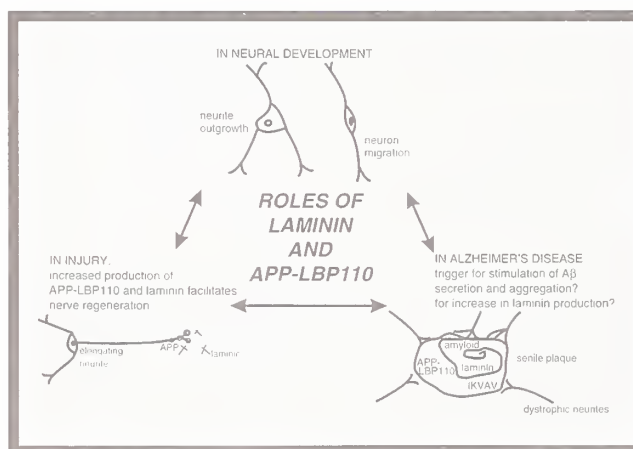 IN NEURAL DEVELOPMENT
neurite
outgrowth
neuron
migration
ROLES OF
LAMININ
AND
APP-LBP110
IN INJURY.
increased production of
APP-LBP110 and laminin facilitates
nerve regeneration
elongating
neurite
APP
laminin
IN ALZHEIMER'S DISEASE
trigger for stimulation of Aβ
secretion and aggregation?
for increase in laminin production?
amyloid
APP-
LBP110
laminin
IKVAV
senile plaque
dystrophic neurites